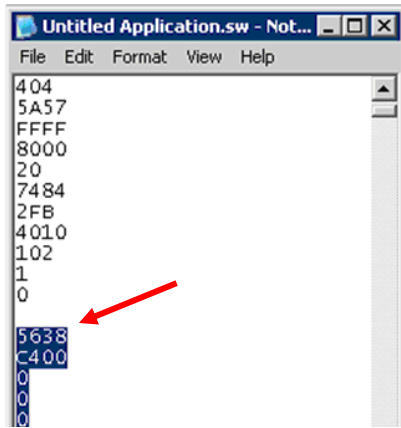 Untitled Application.sw - Not...
File Edit Format View Help
404
5A57
FFFF
8000
20
7484
2FB
4010
102
1
0
5638
C400
0
0
0